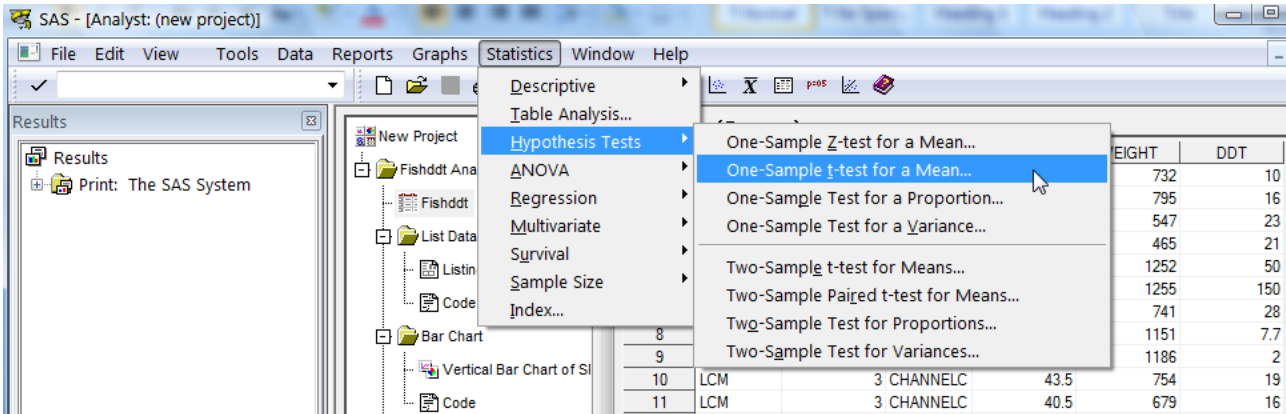 SAS - [Analyst: (new project)]
File Edit View Tools Data Reports Graphs Statistics Window Help
Results
Results
Print: The SAS System
New Project
Fishddt Ana
Fishddt
List Data
Listin
Code
Bar Chart
Vertical Bar Chart of SI
Code
Descriptive
Table Analysis...
Hypothesis Tests
ANOVA
Regression
Multivariate
Survival
Sample Size
Index...
One-Sample Z-test for a Mean...
One-Sample t-test for a Mean...
One-Sample Test for a Proportion...
One-Sample Test for a Variance...
Two-Sample t-test for Means...
Two-Sample Paired t-test for Means...
Two-Sample Test for Proportions...
Two-Sample Test for Variances...
EIGHT DDT
732 10
795 16
547 23
465 21
1252 50
1255 150
741 28
8 1151 7.7
9 1186 2
10 LCM 3 CHANNELC 43.5 754 19
11 LCM 3 CHANNELC 40.5 679 16